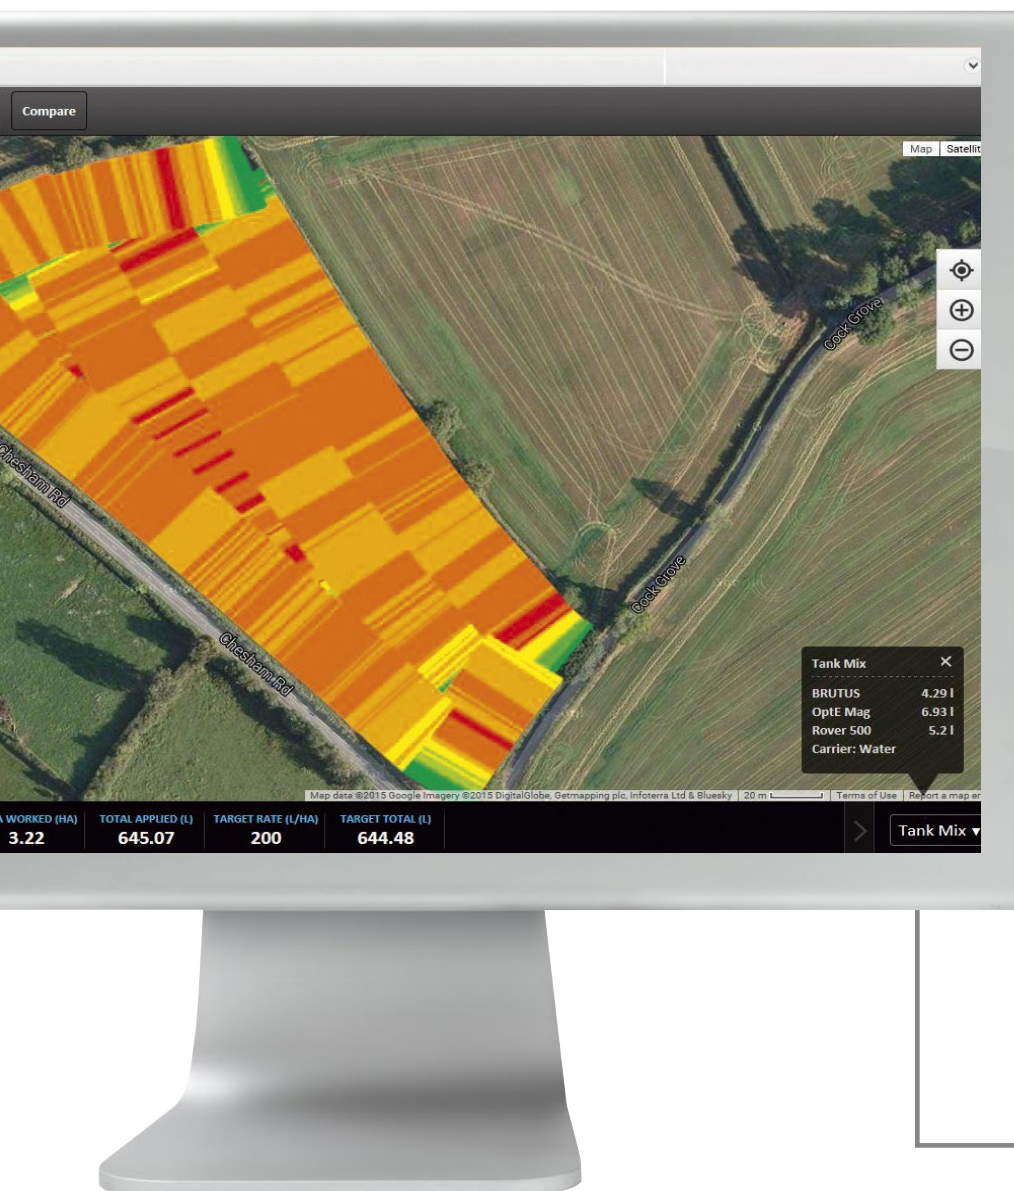 Compare
Map Satellit
Cock Grove
Chesham Rd
Cock Grove
Chesham Rd
Tank Mix
BRUTUS 4.29 l
OptE Mag 6.93 l
Rover 500 5.2 l
Carrier: Water
Map data ©2015 Google Imagery ©2015 DigitalGlobe, Getmapping plc, Infoterra Ltd & Bluesky 20 m Terms of Use Report a map er
A WORKED (HA) TOTAL APPLIED (L) TARGET RATE (L/HA) TARGET TOTAL (L)
3.22 645.07 200 644.48
Tank Mix